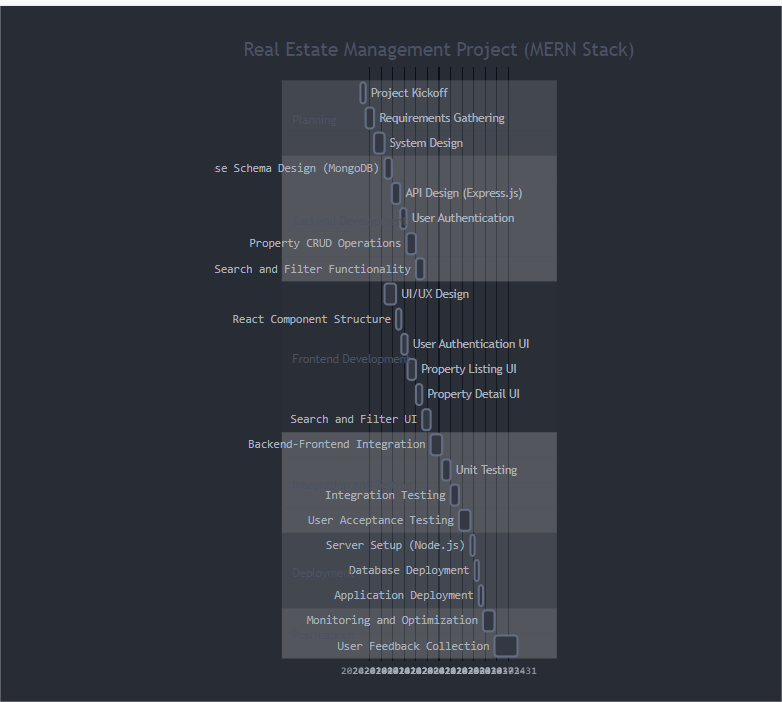 Real Estate Management Project (MERN Stack)
Project Kickoff
Planning
Requirements Gathering
System Design
se Schema Design (MongoDB)
API Design (Express.js)
User Authentication
Property CRUD Operations
Search and Filter Functionality
UI/UX Design
React Component Structure
User Authentication UI
Frontend Development
Property Listing UI
Property Detail UI
Search and Filter UI
Backend-Frontend Integration
Unit Testing
Integration Testing
User Acceptance Testing
Server Setup (Node.js)
Database Deployment
Deployment
Application Deployment
Monitoring and Optimization
User Feedback Collection